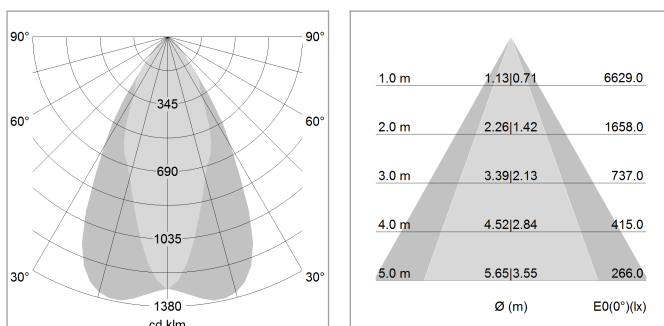 90° 90°
345
60° 60°
690
1035
30° 30°
1380
cd klm
1.0 m 1.13|0.71 6629.0
2.0 m 2.26|1.42 1658.0
3.0 m 3.39|2.13 737.0
4.0 m 4.52|2.84 415.0
5.0 m 5.65|3.55 266.0
Ø (m) E0(0°)(lx)